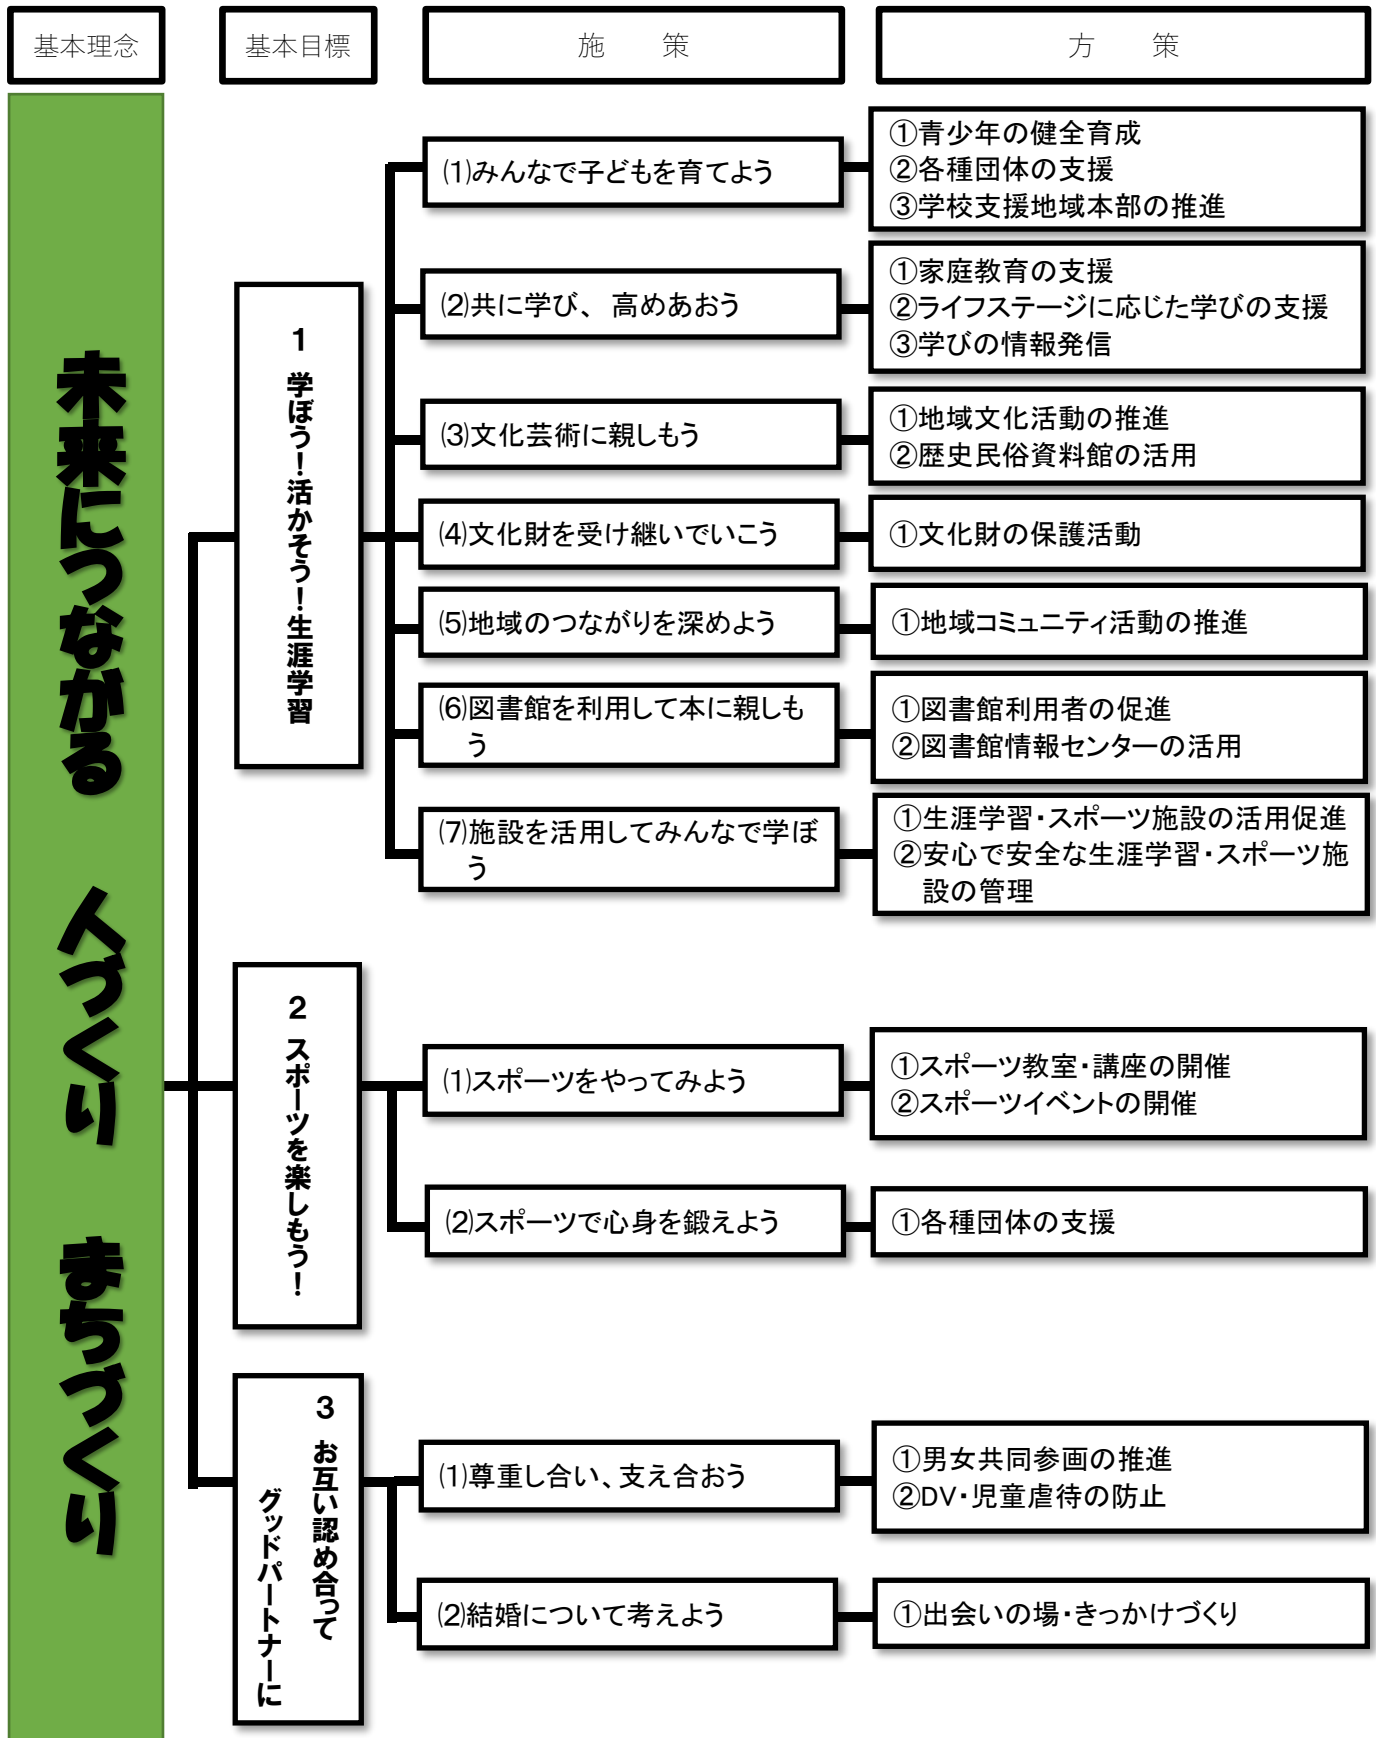 基本理念
基本目標
施　　策
方　　策
未来につながる　人づくり　まちづくり
1　学ぼう！活かそう！生涯学習
⑴みんなで子どもを育てよう
①青少年の健全育成
②各種団体の支援
③学校支援地域本部の推進
⑵共に学び、高めあおう
①家庭教育の支援
②ライフステージに応じた学びの支援
③学びの情報発信
⑶文化芸術に親しもう
①地域文化活動の推進
②歴史民俗資料館の活用
⑷文化財を受け継いでいこう
①文化財の保護活動
⑸地域のつながりを深めよう
①地域コミュニティ活動の推進
⑹図書館を利用して本に親しも
う
①図書館利用者の促進
②図書館情報センターの活用
⑺施設を活用してみんなで学ぼ
う
①生涯学習・スポーツ施設の活用促進
②安心で安全な生涯学習・スポーツ施
設の管理
2　スポーツを楽しもう！
⑴スポーツをやってみよう
①スポーツ教室・講座の開催
②スポーツイベントの開催
⑵スポーツで心身を鍛えよう
①各種団体の支援
3　お互い認め合って
グッドパートナーに
⑴尊重し合い、支え合おう
①男女共同参画の推進
②DV・児童虐待の防止
⑵結婚について考えよう
①出会いの場・きっかけづくり